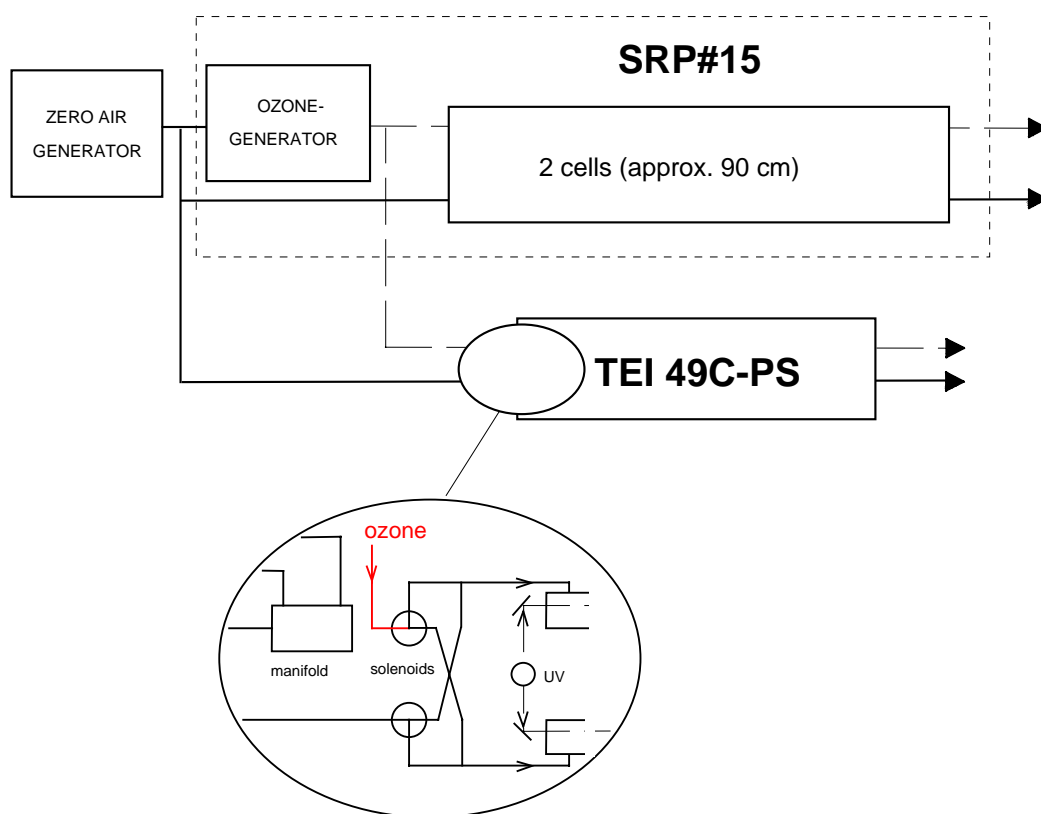 SRP#15
ZERO AIR
GENERATOR
OZONE-
GENERATOR
2 cells (approx. 90 cm)
TEI 49C-PS
ozone
manifold
solenoids
UV